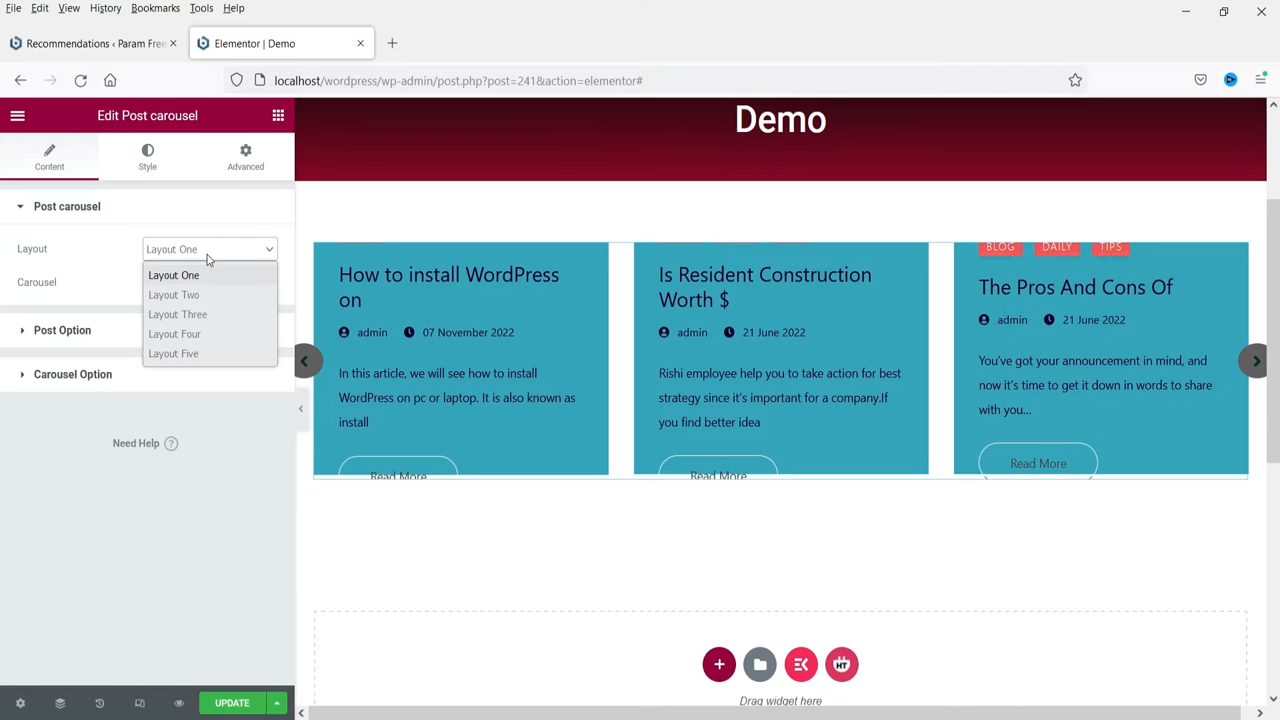 File Edit View History Bookmarks Tools Help
Recommendations ‹ Param Free
Elementor | Demo
localhost/wordpress/wp-admin/post.php?post=241&action=elementor#
Edit Post carousel
Content
Style
Advanced
Post carousel
Layout
Layout One
Carousel
Layout One
Layout Two
Layout Three
Layout Four
Layout Five
Post Option
Carousel Option
Need Help ?
UPDATE
Demo
How to install WordPress
on
admin 07 November 2022
In this article, we will see how to install
WordPress on pc or laptop. It is also known as
install
Read More
Is Resident Construction
Worth $
admin 21 June 2022
Rishi employee help you to take action for best
strategy since it's important for a company.If
you find better idea
Read More
BLOG DAILY TIPS
The Pros And Cons Of
admin 21 June 2022
You've got your announcement in mind, and
now it's time to get it down in words to share
with you...
Read More
HT
Drag widget here